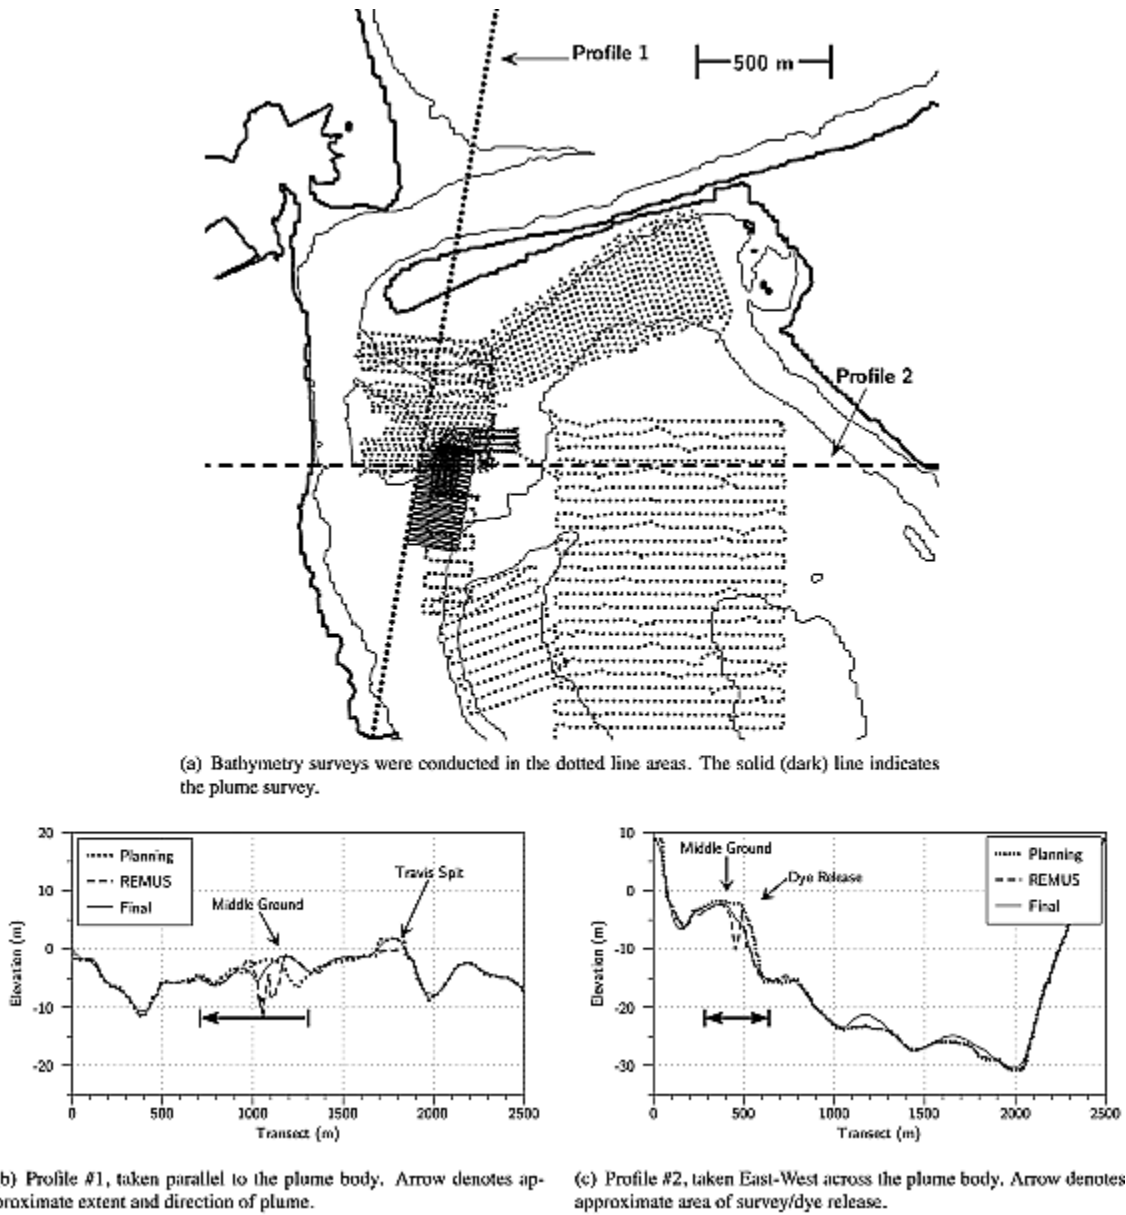 Profile 1
500 m
Profile 2
(a) Bathymetry surveys were conducted in the dotted line areas. The solid (dark) line indicates
the plume survey.
20
10
0
-10
-20
Elevation (m)
Planning
REMUS
Final
Middle Ground
Travis Spit
0
500
1000
1500
2000
2500
Transect (m)
10
0
-10
-20
-30
Elevation (m)
Middle Ground
Dye Release
Planning
REMUS
Final
0
500
1000
1500
2000
2500
Transect (m)
b) Profile #1, taken parallel to the plume body. Arrow denotes ap-
proximate extent and direction of plume.
(c) Profile #2, taken East-West across the plume body. Arrow denotes
approximate area of survey/dye release.